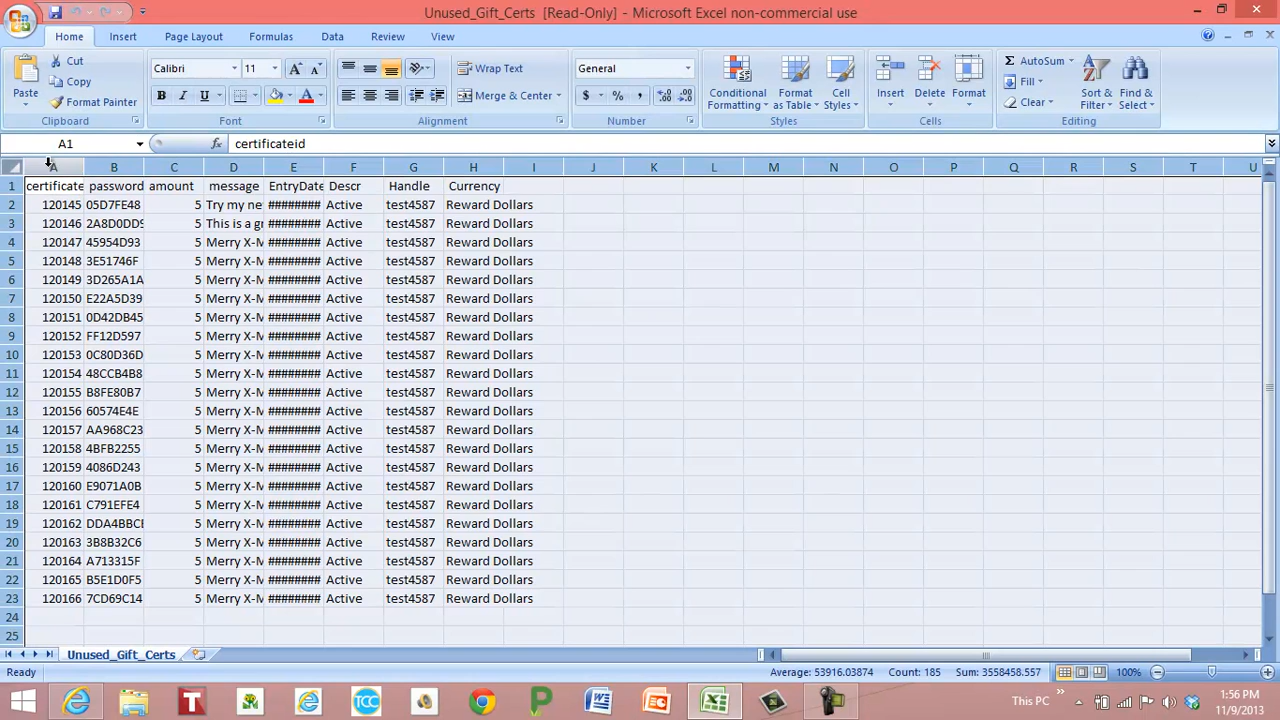 Unused_Gift_Certs [Read-Only] - Microsoft Excel non-commercial use
Home Insert Page Layout Formulas Data Review View
Paste Cut Copy Format Painter Clipboard
Calibri 11 B I U A Font
Wrap Text Merge & Center Alignment
General $ % , Number
Conditional Formatting Format as Table Cell Styles Styles
Insert Delete Format Cells
Σ AutoSum Fill Clear Sort & Filter Find & Select Editing
A1 fx certificateid
A B C D E F G H I J K L M N O P Q R S T U
1 certificate password amount message EntryDate Descr Handle Currency
2 120145 05D7FE48 5 Try my ne ######## Active test4587 Reward Dollars
3 120146 2A8D0DD9 5 This is a g ######## Active test4587 Reward Dollars
4 120147 45954D93 5 Merry X-M ######## Active test4587 Reward Dollars
5 120148 3E51746F 5 Merry X-M ######## Active test4587 Reward Dollars
6 120149 3D265A1A 5 Merry X-M ######## Active test4587 Reward Dollars
7 120150 E22A5D39 5 Merry X-M ######## Active test4587 Reward Dollars
8 120151 0D42DB45 5 Merry X-M ######## Active test4587 Reward Dollars
9 120152 FF12D597 5 Merry X-M ######## Active test4587 Reward Dollars
10 120153 0C80D36D 5 Merry X-M ######## Active test4587 Reward Dollars
11 120154 48CCB4B8 5 Merry X-M ######## Active test4587 Reward Dollars
12 120155 B8FE80B7 5 Merry X-M ######## Active test4587 Reward Dollars
13 120156 60574E4E 5 Merry X-M ######## Active test4587 Reward Dollars
14 120157 AA968C23 5 Merry X-M ######## Active test4587 Reward Dollars
15 120158 4BFB2255 5 Merry X-M ######## Active test4587 Reward Dollars
16 120159 4086D243 5 Merry X-M ######## Active test4587 Reward Dollars
17 120160 E9071A0B 5 Merry X-M ######## Active test4587 Reward Dollars
18 120161 C791EFE4 5 Merry X-M ######## Active test4587 Reward Dollars
19 120162 DDA4BBCE 5 Merry X-M ######## Active test4587 Reward Dollars
20 120163 3B8B32C6 5 Merry X-M ######## Active test4587 Reward Dollars
21 120164 A713315F 5 Merry X-M ######## Active test4587 Reward Dollars
22 120165 B5E1D0F5 5 Merry X-M ######## Active test4587 Reward Dollars
23 120166 7CD69C14 5 Merry X-M ######## Active test4587 Reward Dollars
24
25
Unused_Gift_Certs
Ready Average: 53916.03874 Count: 185 Sum: 3558458.557 100%
TCC This PC 1:56 PM
11/9/2013